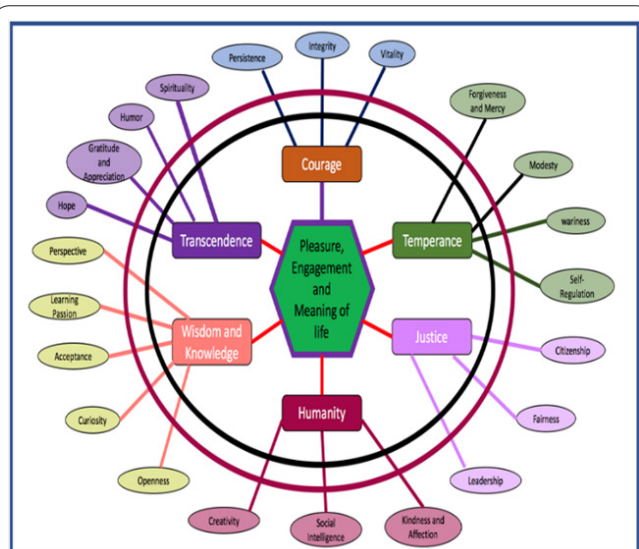 Integrity
Persistence
Vitality
Spirituality
Forgiveness
and Mercy
Humor
Courage
Gratitude
and
Appreciation
Modesty
Hope
wariness
Transcendence
Pleasure,
Engagement
and
Meaning of
life
Temperance
Perspective
Self-
Regulation
Learning
Passion
Wisdom and
Knowledge
Justice
Acceptance
Citizenship
Curiosity
Humanity
Fairness
Openness
Leadership
Creativity
Social
Intelligence
Kindness and
Affection